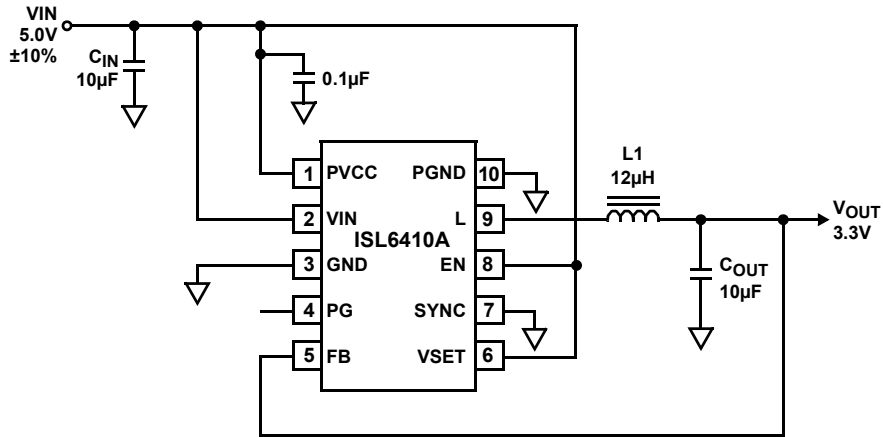 VIN
5.0V
±10%
CIN
10µF
0.1µF
1 PVCC
PGND 10
2 VIN
L 9
ISL6410A
3 GND
EN 8
4 PG
SYNC 7
5 FB
VSET 6
L1
12µH
VOUT
3.3V
COUT
10µF